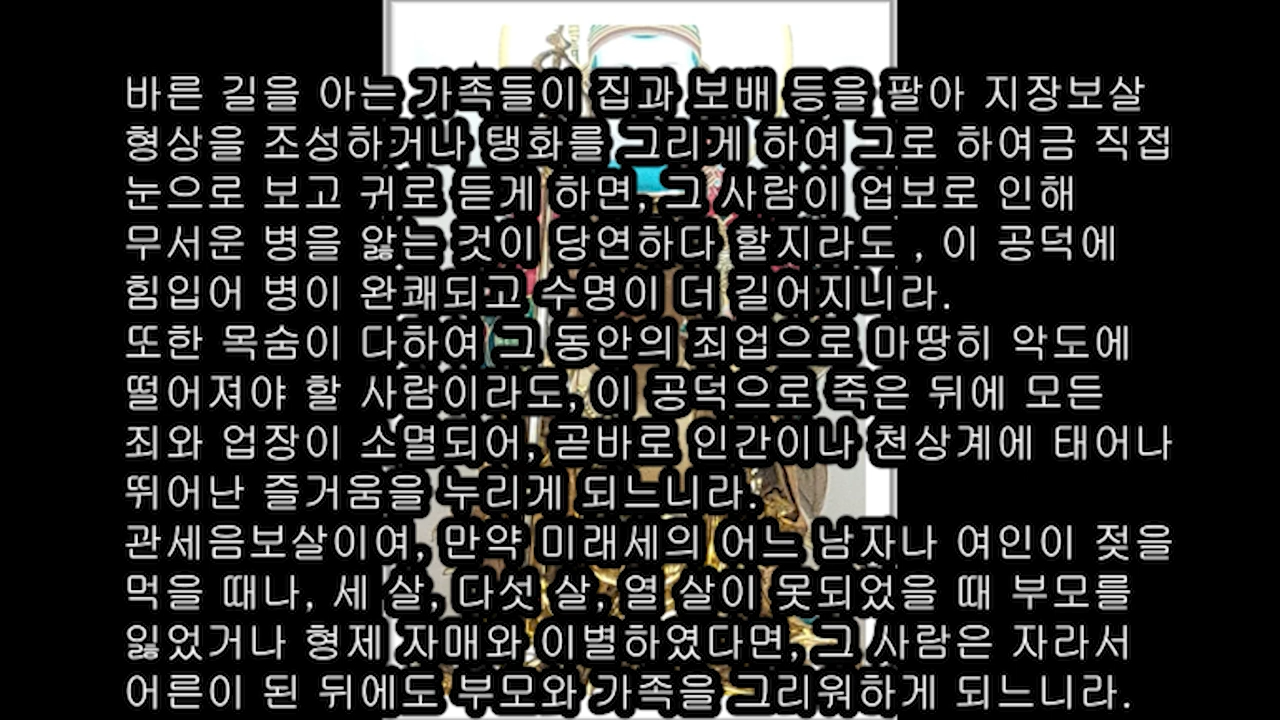 바른 길을 아는 가족들이 집과 보배 등을 팔아 지장보살
형상을 조성하거나 탱화를 그리게 하여 그로 하여금 직접
눈으로 보고 귀로 듣게 하면, 그 사람이 업보로 인해
무서운 병을 앓는 것이 당연하다 할지라도 , 이 공덕에
힘입어 병이 완쾌되고 수명이 더 길어지니라.
또한 목숨이 다하여 그 동안의 죄업으로 마땅히 악도에
떨어져야 할 사람이라도, 이 공덕으로 죽은 뒤에 모든
죄와 업장이 소멸되어, 곧바로 인간이나 천상계에 태어나
뛰어난 즐거움을 누리게 되느니라.
관세음보살이여, 만약 미래세의 어느 남자나 여인이 젖을
먹을 때나, 세 살, 다섯 살, 열 살이 못되었을 때 부모를
잃었거나 형제 자매와 이별하였다면, 그 사람은 자라서
어른이 된 뒤에도 부모와 가족을 그리워하게 되느니라.